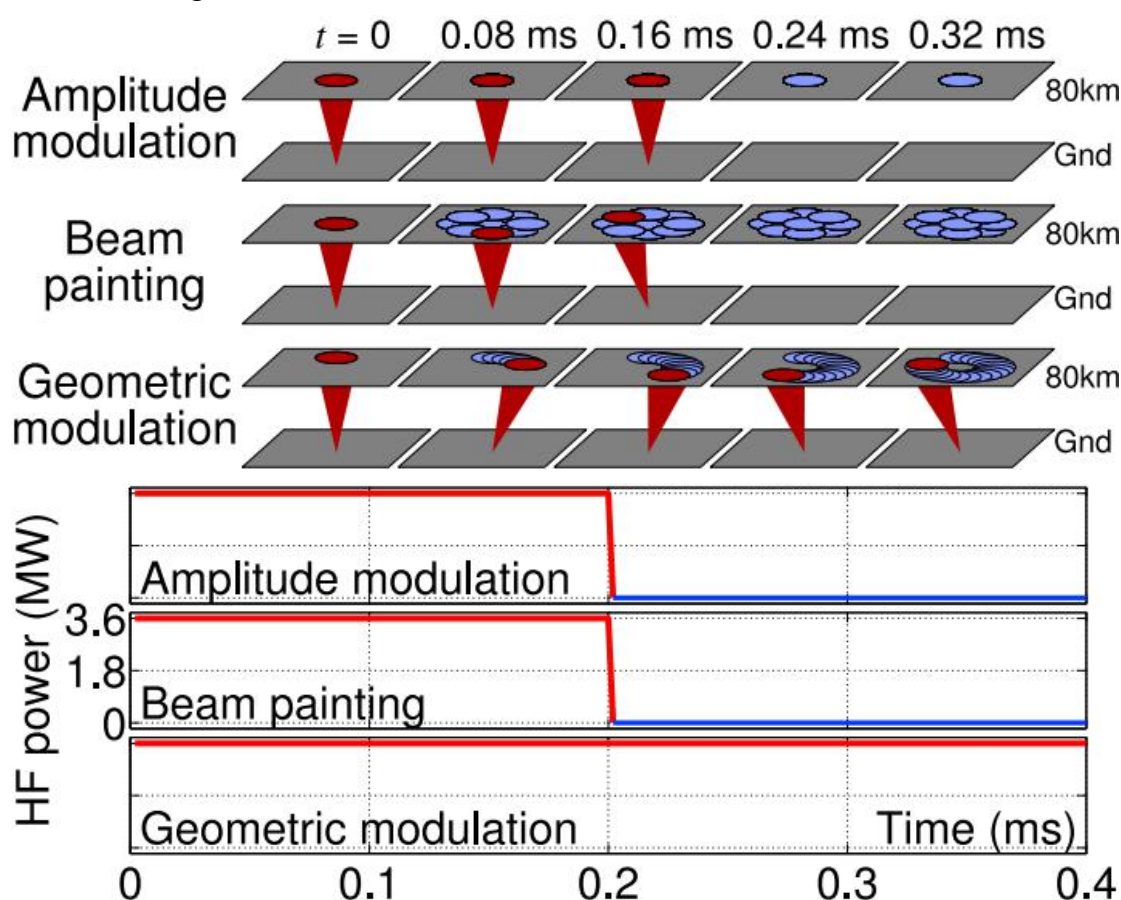 t = 0 0.08 ms 0.16 ms 0.24 ms 0.32 ms
Amplitude
modulation
80km
Gnd
Beam
painting
80km
Gnd
Geometric
modulation
80km
Gnd
HF power (MW)
Amplitude modulation
3.6
1.8
0
Beam painting
Geometric modulation
Time (ms)
0 0.1 0.2 0.3 0.4